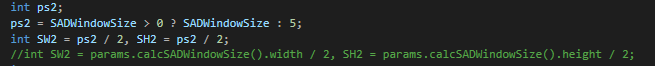 int ps2;
ps2 = SADWindowSize > 0 ? SADWindowSize : 5;
int SW2 = ps2 / 2, SH2 = ps2 / 2;
//int SW2 = params.calcSADWindowSize().width / 2, SH2 = params.calcSADWindowSize().height / 2;